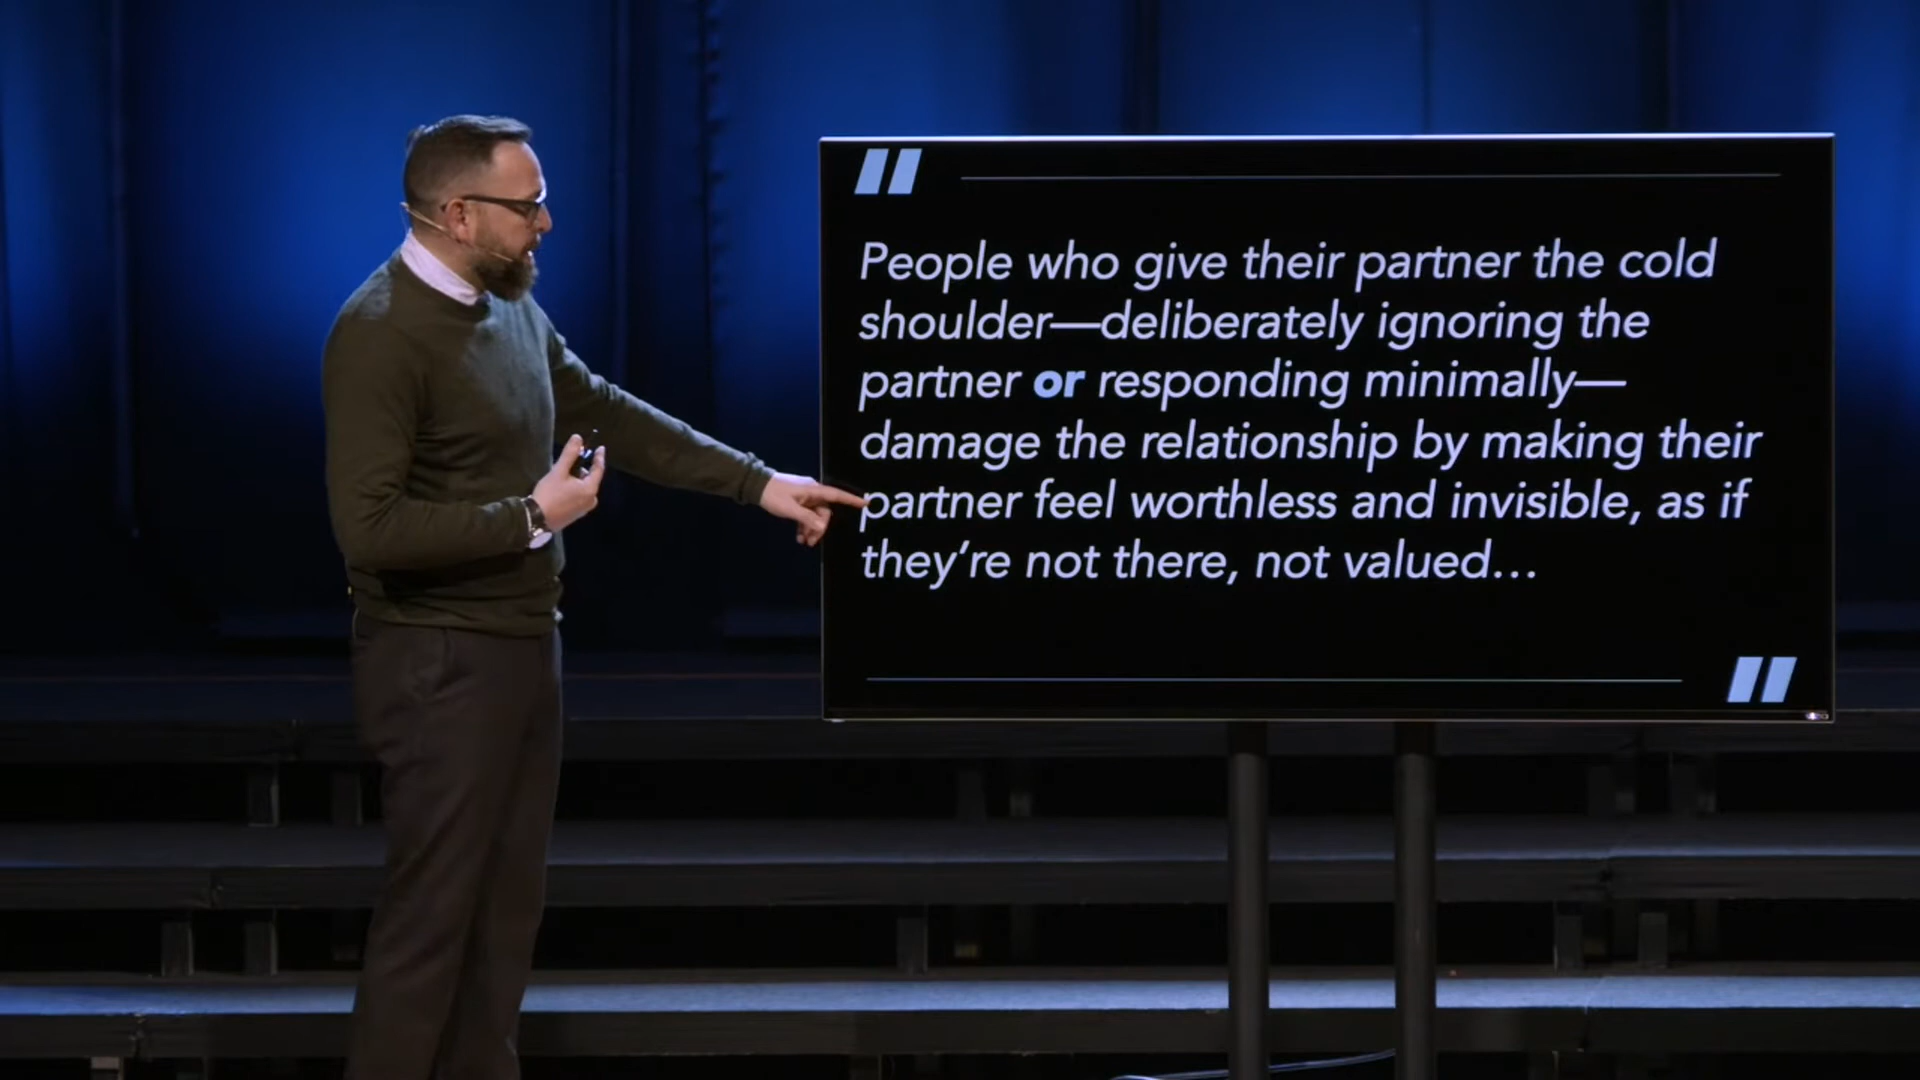 People who give their partner the cold
shoulder—deliberately ignoring the
partner or responding minimally—
damage the relationship by making their
partner feel worthless and invisible, as if
they’re not there, not valued…